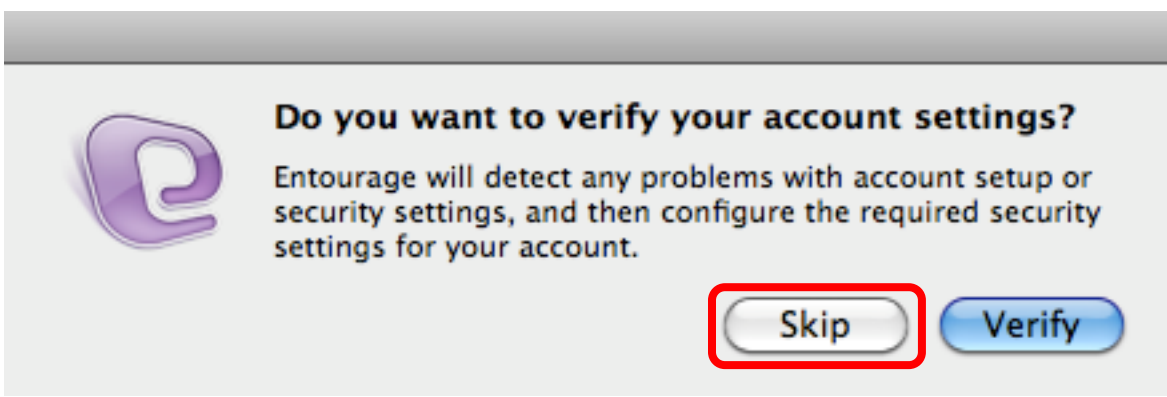 Do you want to verify your account settings?
Entourage will detect any problems with account setup or
security settings, and then configure the required security
settings for your account.
Skip Verify